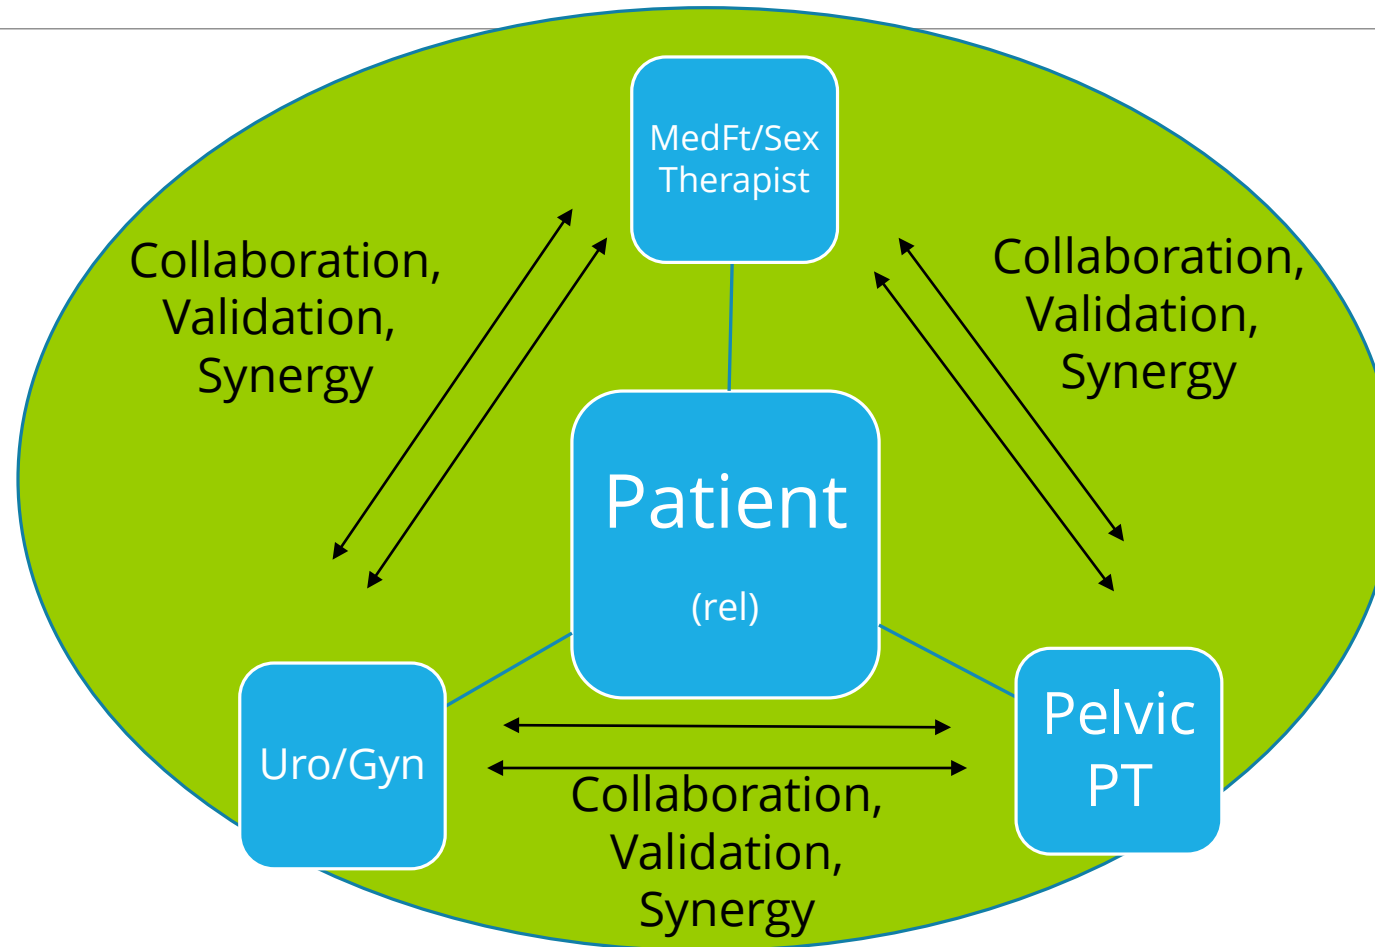 MedFt/Sex
Therapist
Collaboration,
Validation,
Synergy
Collaboration,
Validation,
Synergy
Patient
(rel)
Uro/Gyn
Pelvic
PT
Collaboration,
Validation,
Synergy